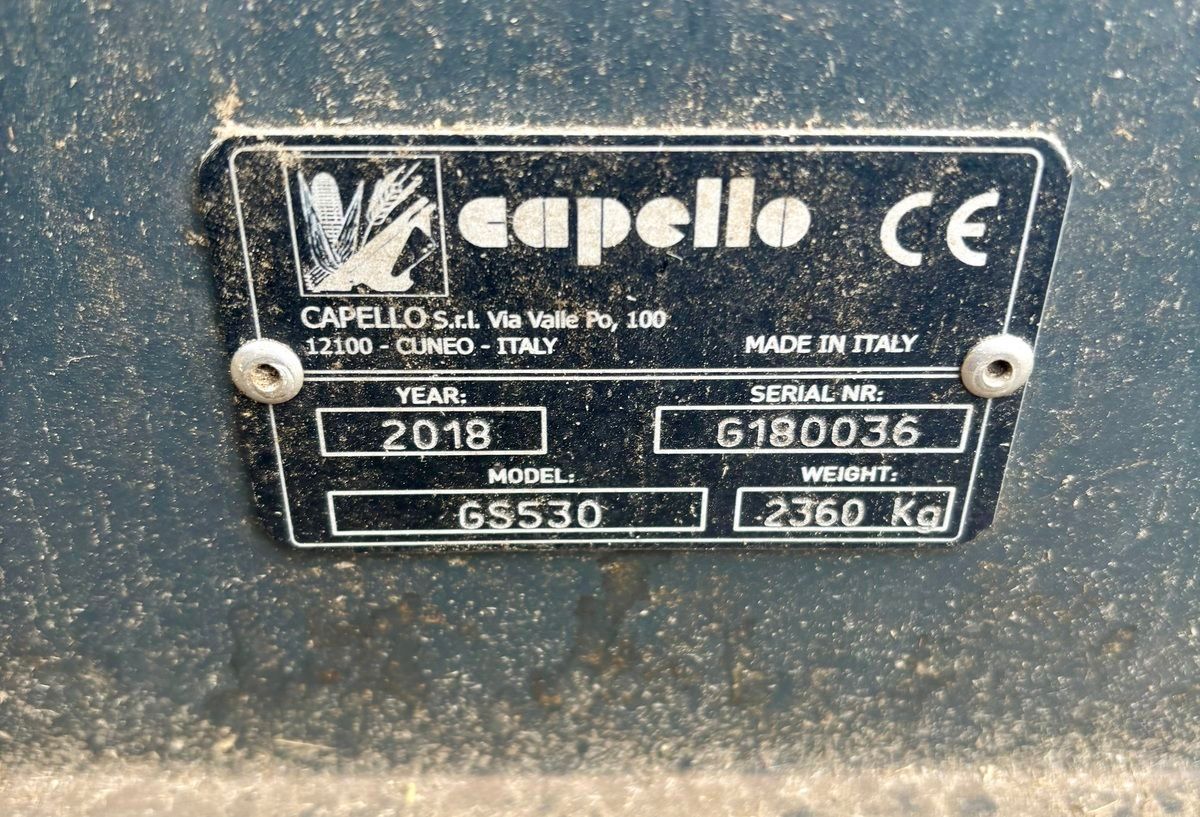 capello CE
CAPELLO S.r.l. Via Valle Po, 100
12100 - CUNEO - ITALY
MADE IN ITALY
YEAR:
2018
SERIAL NR:
G180036
MODEL:
GS530
WEIGHT:
2360 Kg